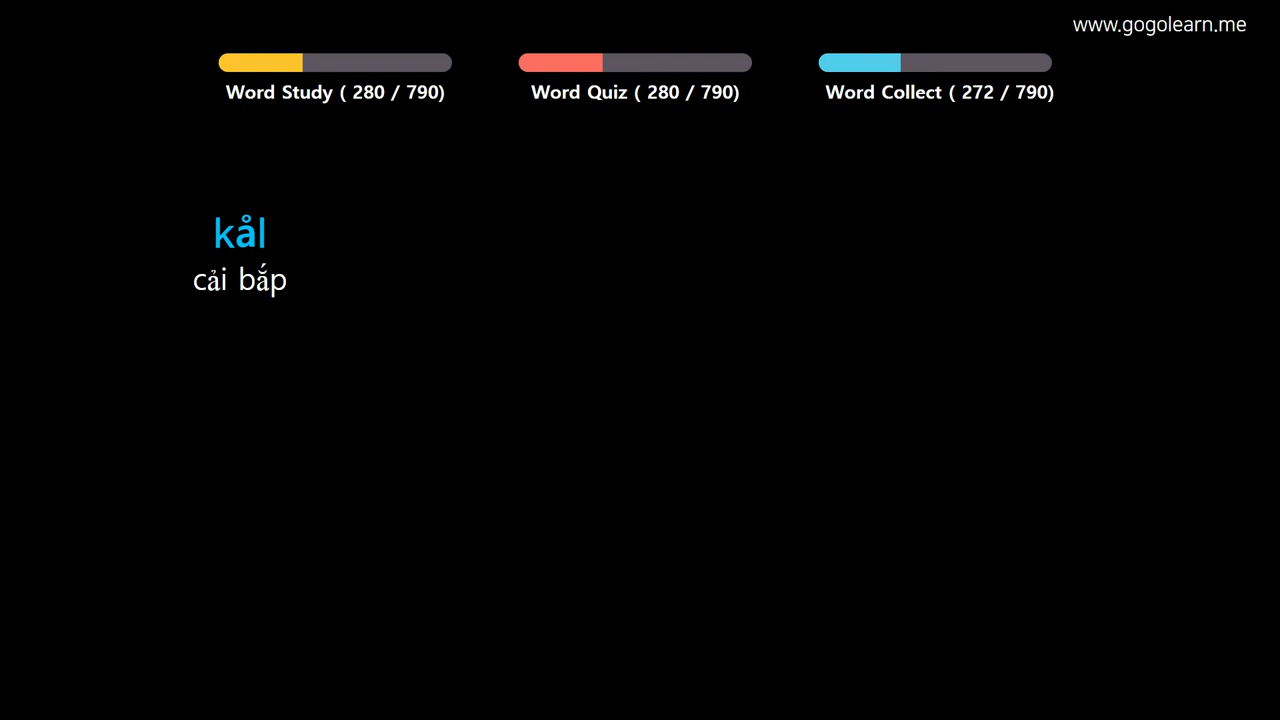 www.gogolearn.me
Word Study ( 280 / 790)
Word Quiz ( 280 / 790)
Word Collect ( 272 / 790)
kål
cải bắp